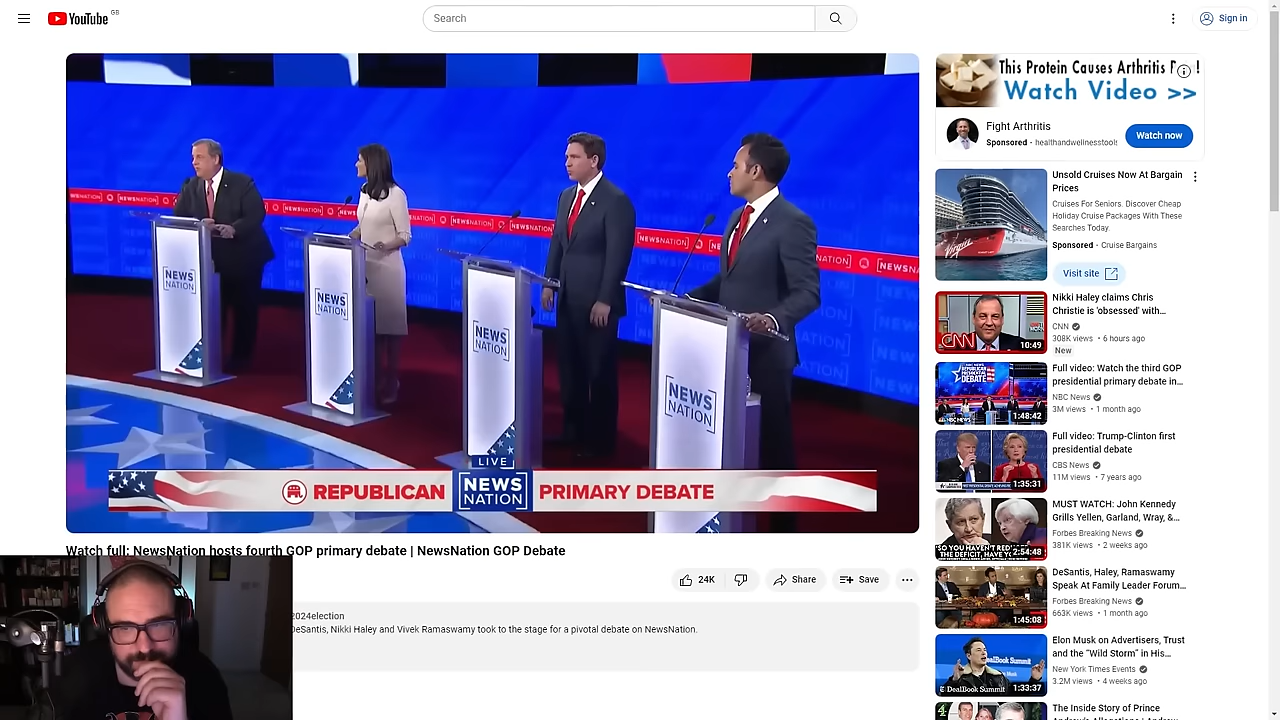 YouTube
GB
Search
Sign in
NEWS
NATION
NEWS
NATION
NEWS
NATION
NEWS
NATION
NEWSNATION
NEWSNATION
LIVE
REPUBLICAN
NEWS
NATION
PRIMARY DEBATE
Watch full: NewsNation hosts fourth GOP primary debate | NewsNation GOP Debate
24K
Share
Save
2024election
DeSantis, Nikki Haley and Vivek Ramaswamy took to the stage for a pivotal debate on NewsNation.
This Protein Causes Arthritis
Watch Video >>
Fight Arthritis
Sponsored · healthandwellnesstools
Watch now
Unsold Cruises Now At Bargain
Prices
Cruises For Seniors. Discover Cheap
Holiday Cruise Packages With These
Searches Today.
Sponsored · Cruise Bargains
Visit site
Virgin
Nikki Haley claims Chris
Christie is 'obsessed' with...
CNN
308K views · 6 hours ago
New
CNN
10:49
Full video: Watch the third GOP
presidential primary debate in...
NBC News
3M views · 1 month ago
REPUBLICAN
DEBATE
1:48:42
Full video: Trump-Clinton first
presidential debate
CBS News
11M views · 7 years ago
1:35:31
MUST WATCH: John Kennedy
Grills Yellen, Garland, Wray, &...
Forbes Breaking News
381K views · 2 weeks ago
2:54:48
DeSantis, Haley, Ramaswamy
Speak At Family Leader Forum...
Forbes Breaking News
663K views · 1 month ago
1:45:08
Elon Musk on Advertisers, Trust
and the “Wild Storm” in His...
New York Times Events
3.2M views · 4 weeks ago
DealBook Summit
1:33:37
The Inside Story of Prince